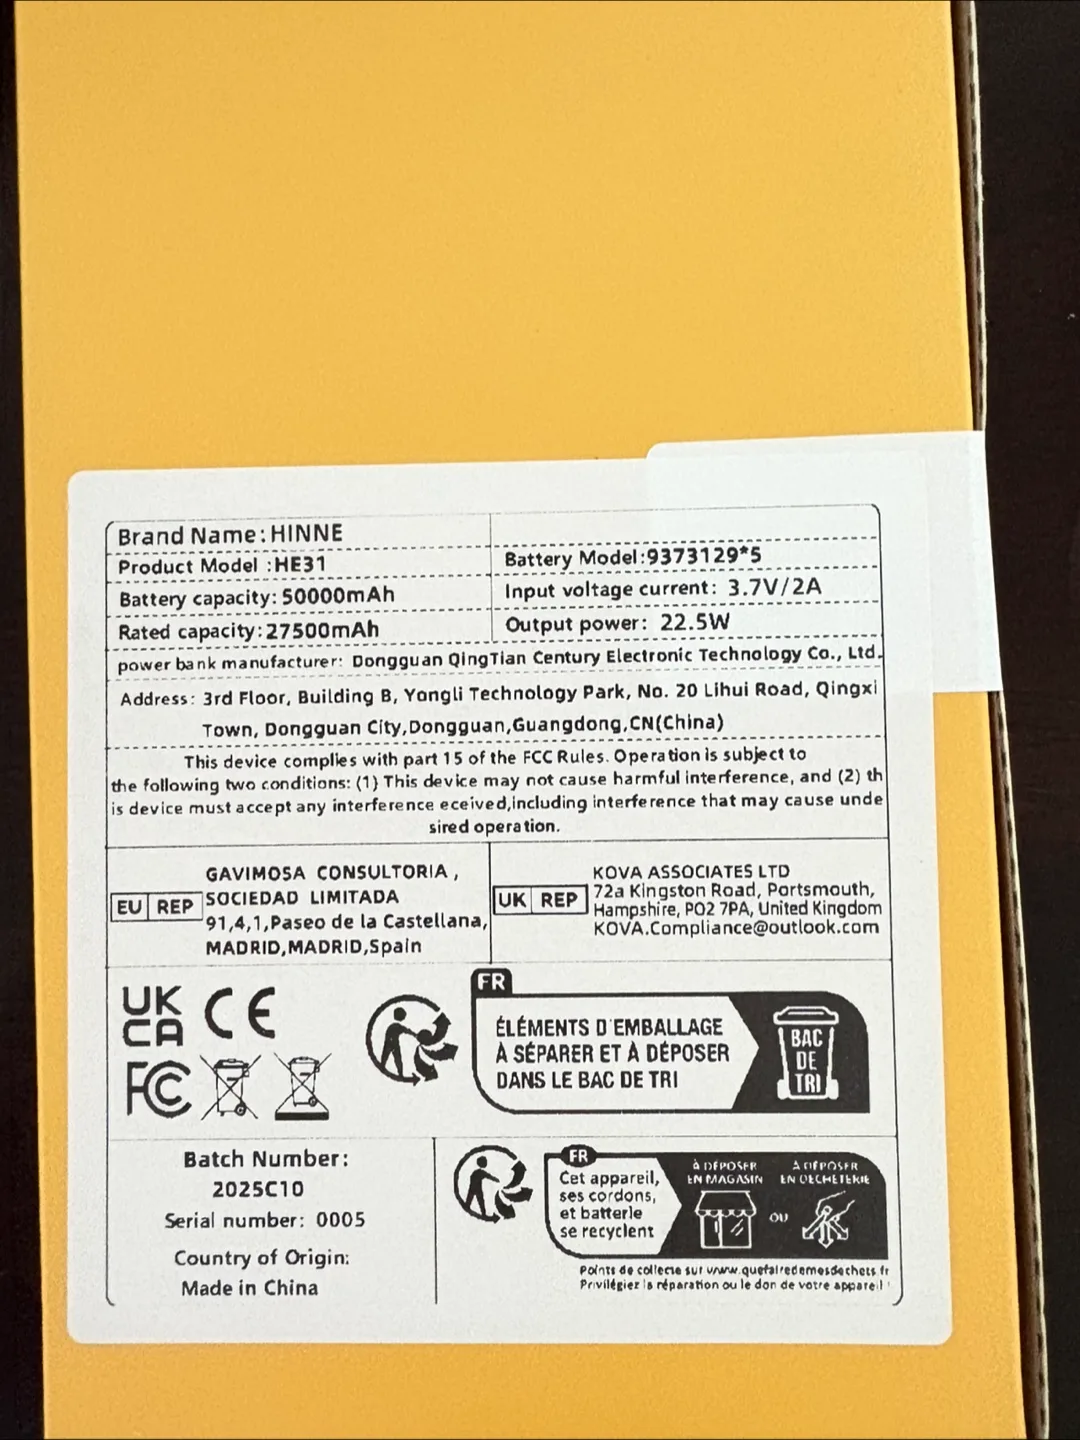 Brand Name:HINNE
Product Model :HE31
Battery Model:9373129*5
Battery capacity: 50000mAh
Input voltage current: 3.7V/2A
Rated capacity:27500mAh
Output power: 22.5W
power bank manufacturer: Dongguan QingTian Century Electronic Technology Co., Ltd.
Address: 3rd Floor, Building B, Yongli Technology Park, No. 20 Lihui Road, Qingxi
Town, Dongguan City,Dongguan,Guangdong,CN(China)
This device complies with part 15 of the FCC Rules. Operation is subject to
the following two conditions: (1) This device may not cause harmful interference, and (2) th
is device must accept any interference eceived,including interference that may cause unde
sired operation.
EU REP
GAVIMOSA CONSULTORIA,
SOCIEDAD LIMITADA
91,4,1,Paseo de la Castellana,
MADRID,MADRID,Spain
UK REP
KOVA ASSOCIATES LTD
72a Kingston Road, Portsmouth,
Hampshire, PO2 7PA, United Kingdom
KOVA.Compliance@outlook.com
UK
CA
CE
FC
FR
ÉLÉMENTS D'EMBALLAGE
À SÉPARER ET À DÉPOSER
DANS LE BAC DE TRI
BAC
DE
TRI
Batch Number:
2025C10
Serial number: 0005
Country of Origin:
Made in China
FR
Cet appareil,
ses cordons,
et batterle
se recyclent
À DÉPOSER
EN MAGASIN
OU
À DÉPOSER
EN DÉCHÈTERIE
Points de collecte sur www.quefairedemesdechets.fr
Privilégiez la réparation ou le don de votre appareil !